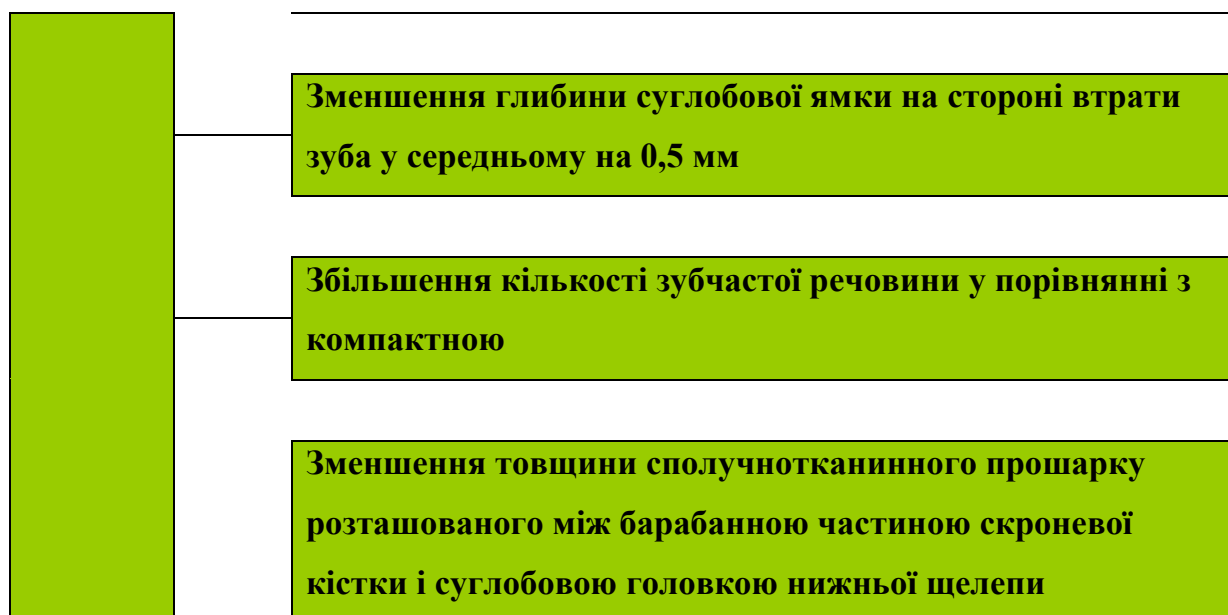 Зменшення глибини суглобової ямки на стороні втрати
зуба у середньому на 0,5 мм
Збільшення кількості зубчастої речовини у порівнянні з
компактною
Зменшення товщини сполучнотканинного прошарку
розташованого між барабанною частиною скроневої
кістки і суглобовою головкою нижньої щелепи